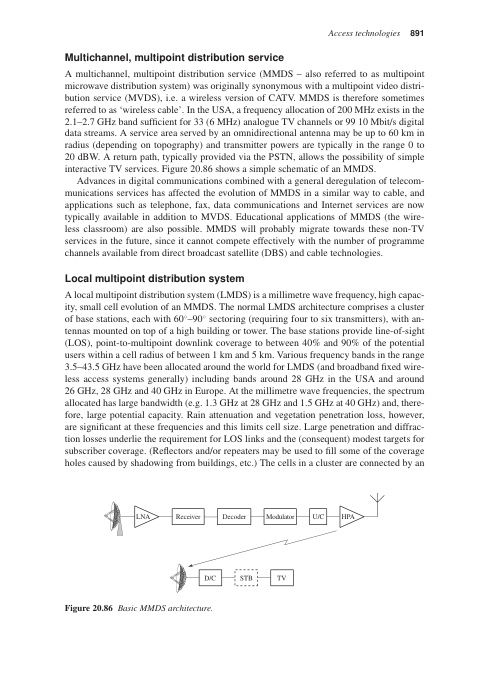 Access technologies 891
Multichannel, multipoint distribution service
A multichannel, multipoint distribution service (MMDS – also referred to as multipoint
microwave distribution system) was originally synonymous with a multipoint video distri-
bution service (MVDS), i.e. a wireless version of CATV. MMDS is therefore sometimes
referred to as ‘wireless cable’. In the USA, a frequency allocation of 200 MHz exists in the
2.1–2.7 GHz band sufficient for 33 (6 MHz) analogue TV channels or 99 10 Mbit/s digital
data streams. A service area served by an omnidirectional antenna may be up to 60 km in
radius (depending on topography) and transmitter powers are typically in the range 0 to
20 dBW. A return path, typically provided via the PSTN, allows the possibility of simple
interactive TV services. Figure 20.86 shows a simple schematic of an MMDS.
Advances in digital communications combined with a general deregulation of telecom-
munications services has affected the evolution of MMDS in a similar way to cable, and
applications such as telephone, fax, data communications and Internet services are now
typically available in addition to MVDS. Educational applications of MMDS (the wire-
less classroom) are also possible. MMDS will probably migrate towards these non-TV
services in the future, since it cannot compete effectively with the number of programme
channels available from direct broadcast satellite (DBS) and cable technologies.
Local multipoint distribution system
A local multipoint distribution system (LMDS) is a millimetre wave frequency, high capac-
ity, small cell evolution of an MMDS. The normal LMDS architecture comprises a cluster
of base stations, each with 60°–90° sectoring (requiring four to six transmitters), with an-
tennas mounted on top of a high building or tower. The base stations provide line-of-sight
(LOS), point-to-multipoint downlink coverage to between 40% and 90% of the potential
users within a cell radius of between 1 km and 5 km. Various frequency bands in the range
3.5–43.5 GHz have been allocated around the world for LMDS (and broadband fixed wire-
less access systems generally) including bands around 28 GHz in the USA and around
26 GHz, 28 GHz and 40 GHz in Europe. At the millimetre wave frequencies, the spectrum
allocated has large bandwidth (e.g. 1.3 GHz at 28 GHz and 1.5 GHz at 40 GHz) and, there-
fore, large potential capacity. Rain attenuation and vegetation penetration loss, however,
are significant at these frequencies and this limits cell size. Large penetration and diffrac-
tion losses underlie the requirement for LOS links and the (consequent) modest targets for
subscriber coverage. (Reflectors and/or repeaters may be used to fill some of the coverage
holes caused by shadowing from buildings, etc.) The cells in a cluster are connected by an
LNA Receiver Decoder Modulator U/C HPA
D/C STB TV
Figure 20.86 Basic MMDS architecture.